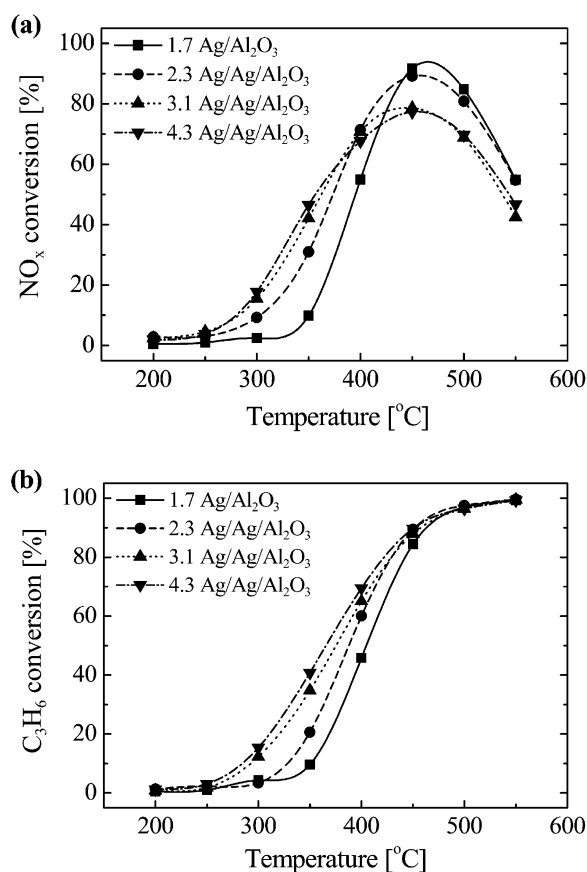 (a)
1.7 Ag/Al₂O₃
2.3 Ag/Ag/Al₂O₃
3.1 Ag/Ag/Al₂O₃
4.3 Ag/Ag/Al₂O₃
NOₓ conversion [%]
100
80
60
40
20
0
200 300 400 500 600
Temperature [°C]
(b)
1.7 Ag/Al₂O₃
2.3 Ag/Ag/Al₂O₃
3.1 Ag/Ag/Al₂O₃
4.3 Ag/Ag/Al₂O₃
C₃H₆ conversion [%]
100
80
60
40
20
0
200 300 400 500 600
Temperature [°C]